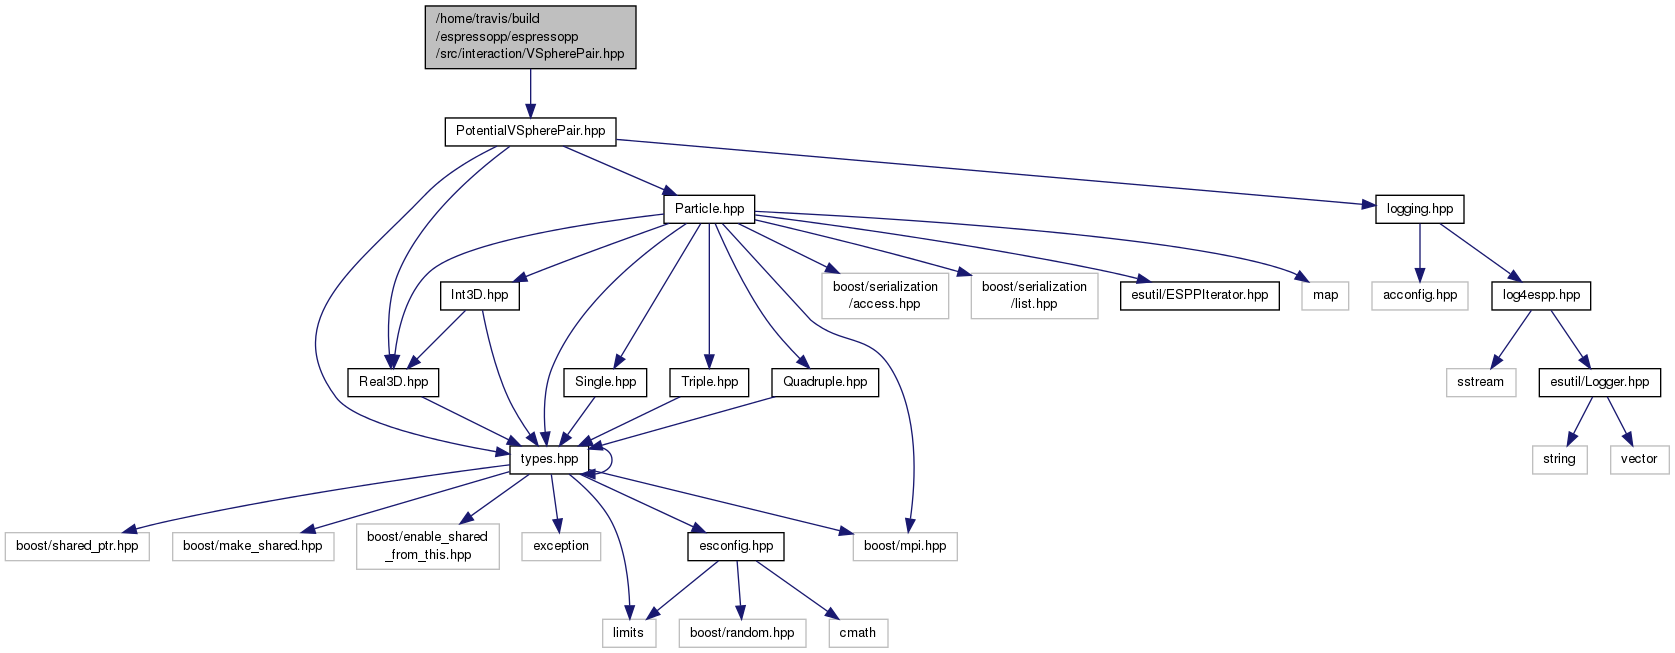 /home/travis/build
/espressopp/espressopp
/src/interaction/VSpherePair.hpp
PotentialVSpherePair.hpp
Particle.hpp
logging.hpp
Int3D.hpp
boost/serialization
/access.hpp
boost/serialization
/list.hpp
esutil/ESPPIterator.hpp
map
acconfig.hpp
log4espp.hpp
Real3D.hpp
Single.hpp
Triple.hpp
Quadruple.hpp
sstream
esutil/Logger.hpp
types.hpp
string
vector
boost/shared_ptr.hpp
boost/make_shared.hpp
boost/enable_shared
_from_this.hpp
exception
esconfig.hpp
boost/mpi.hpp
limits
boost/random.hpp
cmath